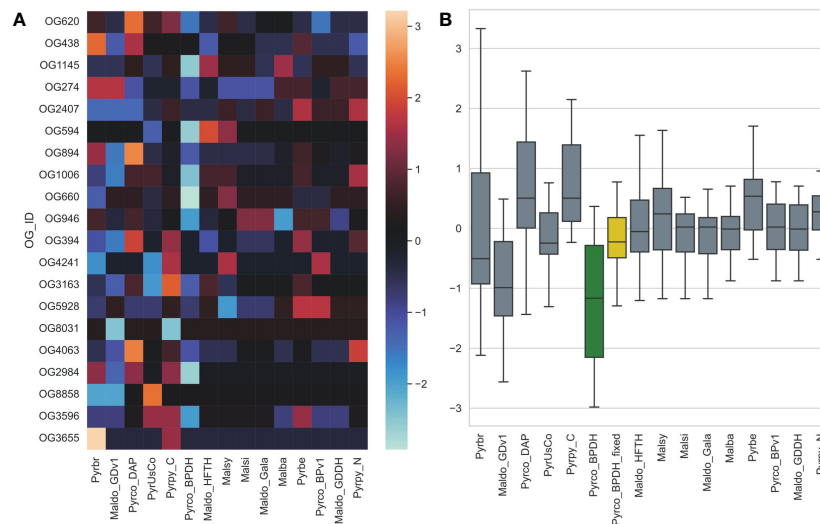 A
OG620
OG438
OG1145
OG274
OG2407
OG594
OG894
OG1006
OG660
OG946
OG394
OG4241
OG3163
OG5928
OG8031
OG4063
OG2984
OG8858
OG3596
OG3655
OG_ID
Pyrbr
Maldo_GDv1
Pyrco_DAP
PyrUsCo
Pyrpy_C
Pyrco_BPDH
Maldo_HFTH
Malsy
Malsi
Maldo_Gala
Malba
Pyrbe
Pyrco_BPv1
Maldo_GDDH
Pyrpy_N
3
2
1
0
−1
−2
B
3
2
1
0
−1
−2
−3
Pyrbr
Maldo_GDv1
Pyrco_DAP
PyrUsCo
Pyrpy_C
Pyrco_BPDH
Pyrco_BPDH_fixed
Maldo_HFTH
Malsy
Malsi
Maldo_Gala
Malba
Pyrbe
Pyrco_BPv1
Maldo_GDDH
Pyrpy_N